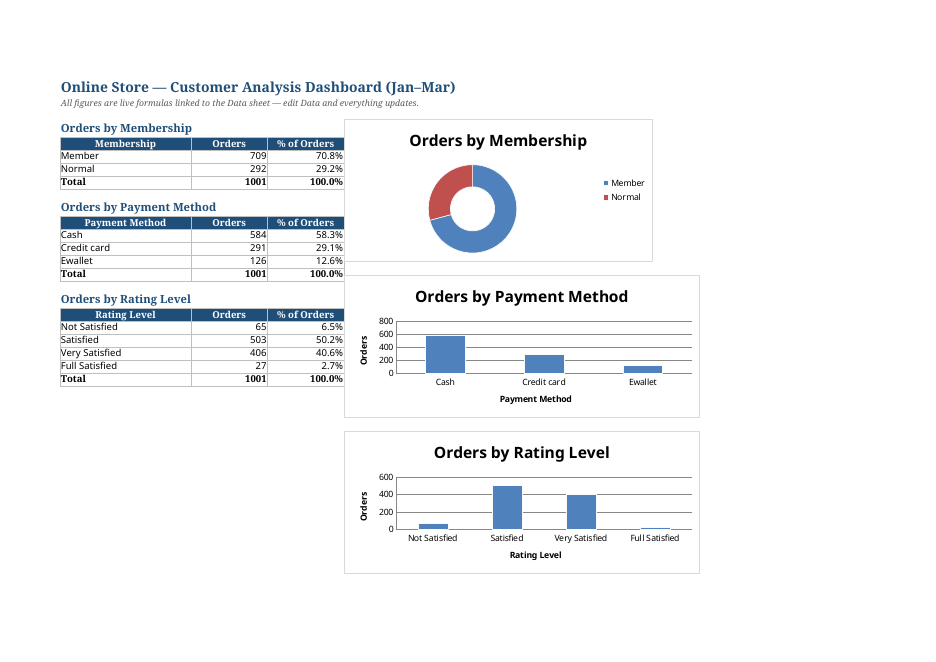 Online Store — Customer Analysis Dashboard (Jan–Mar)
All figures are live formulas linked to the Data sheet — edit Data and everything updates.
Orders by Membership
Membership Orders % of Orders
Member 709 70.8%
Normal 292 29.2%
Total 1001 100.0%
Orders by Payment Method
Payment Method Orders % of Orders
Cash 584 58.3%
Credit card 291 29.1%
Ewallet 126 12.6%
Total 1001 100.0%
Orders by Rating Level
Rating Level Orders % of Orders
Not Satisfied 65 6.5%
Satisfied 503 50.2%
Very Satisfied 406 40.6%
Full Satisfied 27 2.7%
Total 1001 100.0%
Orders by Membership
Member
Normal
Orders by Payment Method
Orders
800
600
400
200
0
Cash Credit card Ewallet
Payment Method
Orders by Rating Level
Orders
600
400
200
0
Not Satisfied Satisfied Very Satisfied Full Satisfied
Rating Level